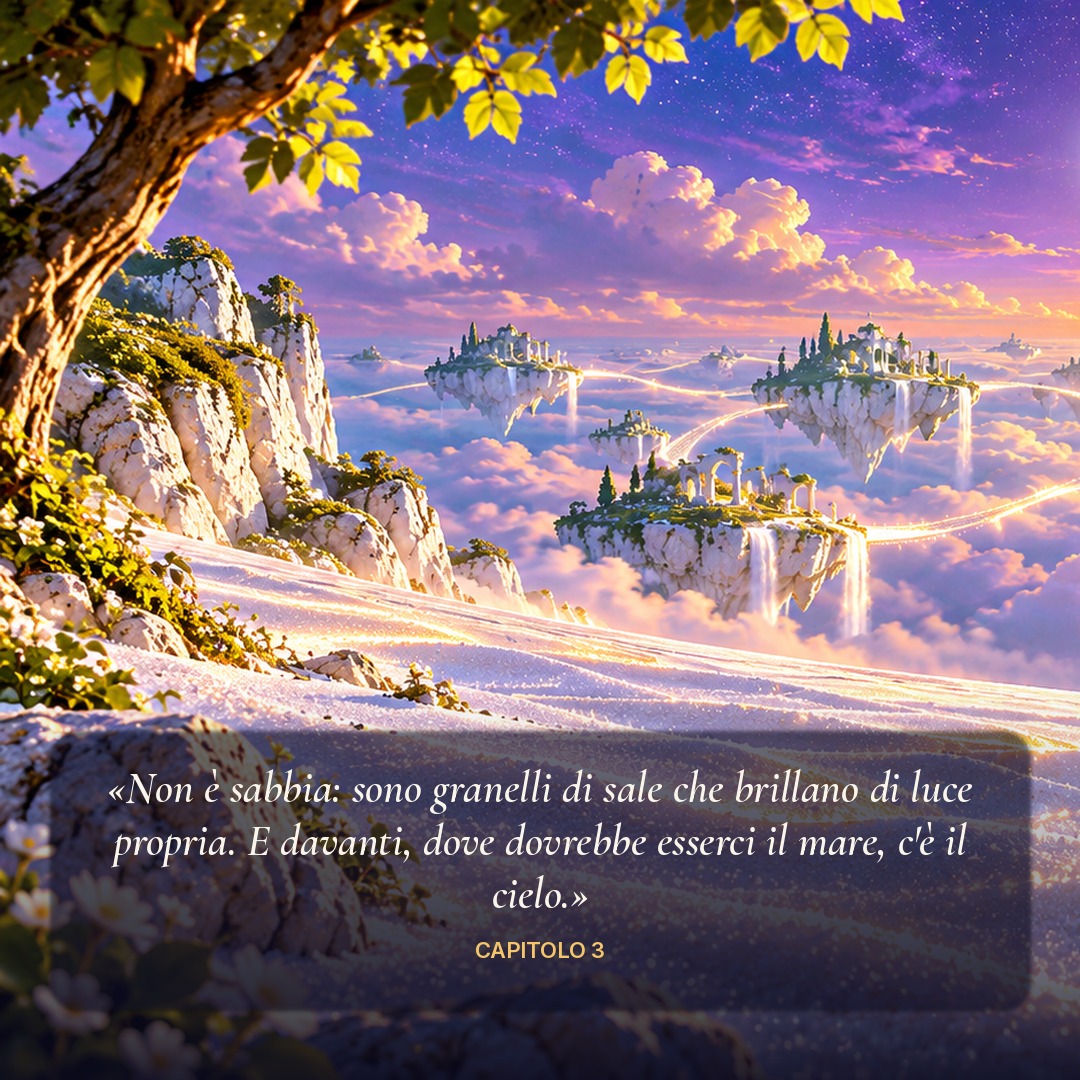 «Non è sabbia: sono granelli di sale che brillano di luce
propria. E davanti, dove dovrebbe esserci il mare, c'è il
cielo.»
CAPITOLO 3